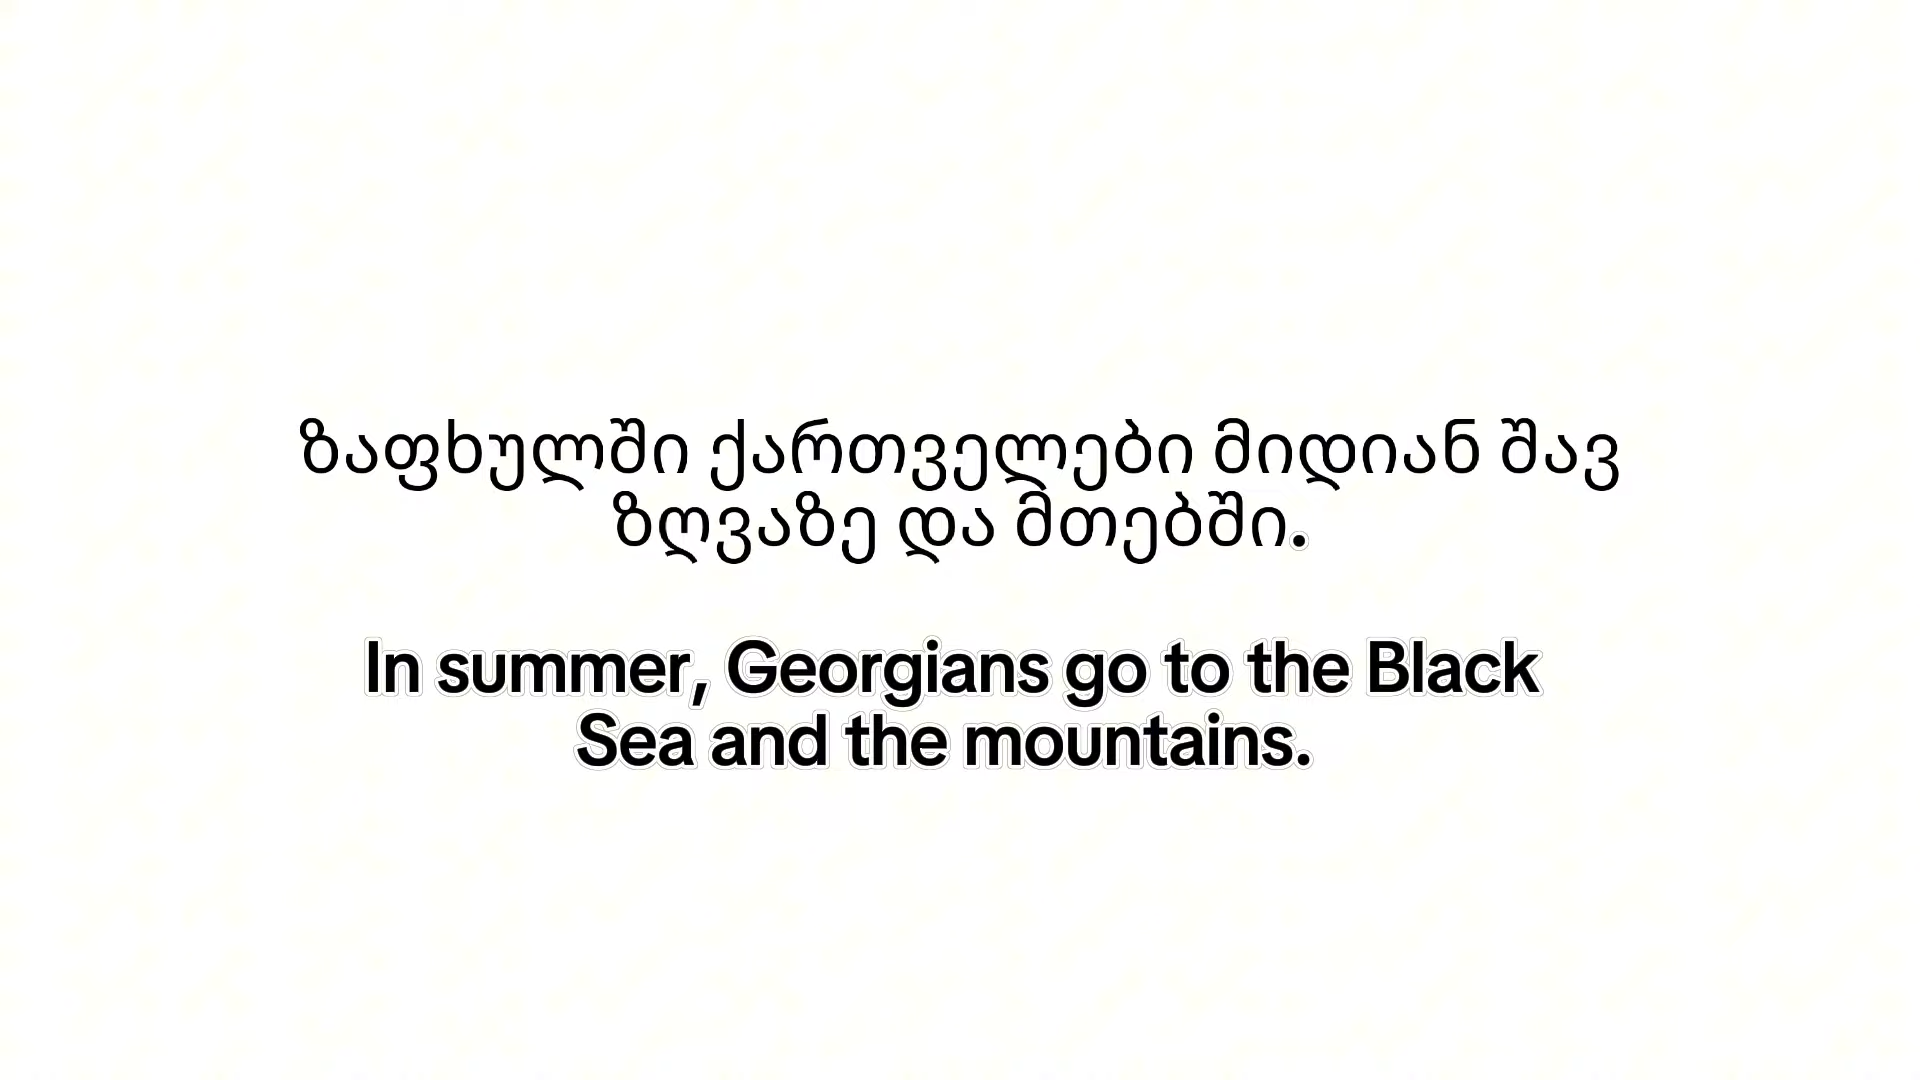 ზაფხულში ქართველები მიდიან შავ
ზღვაზე და მთებში.
In summer, Georgians go to the Black
Sea and the mountains.